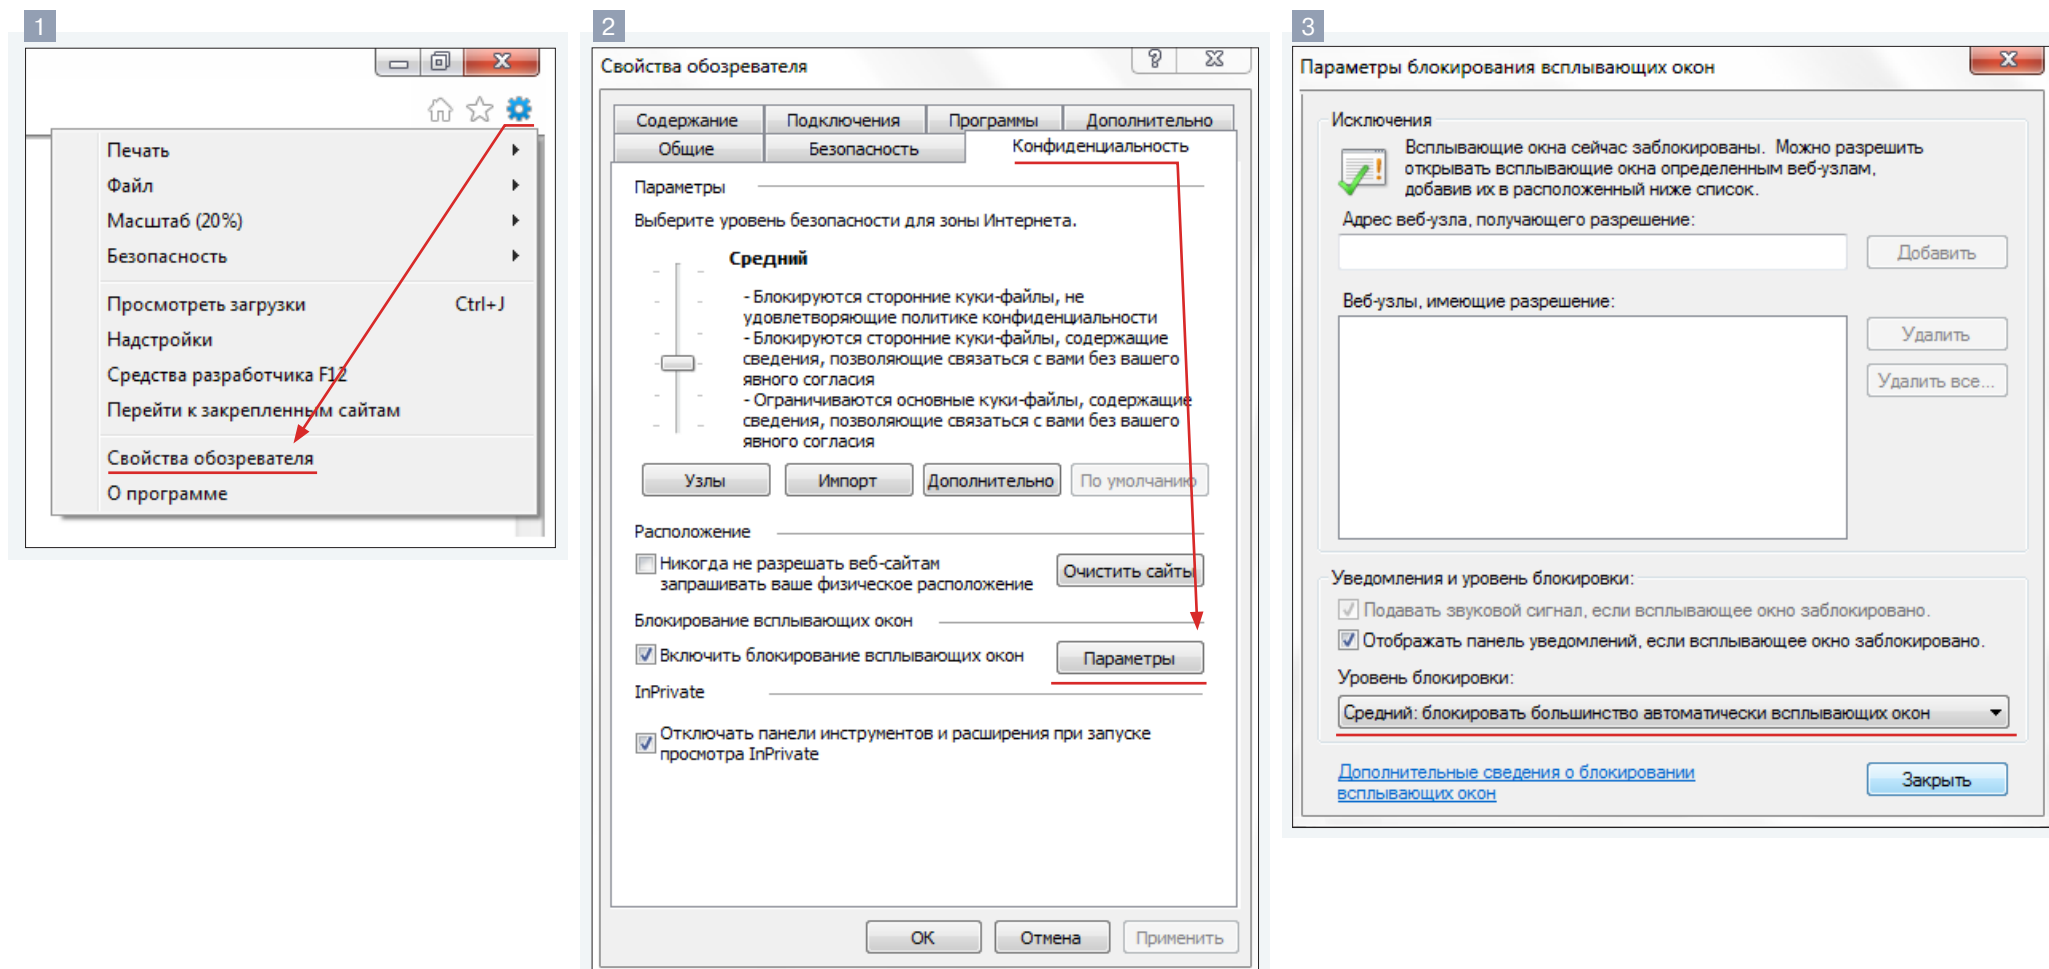 1
Печать
Файл
Масштаб (20%)
Безопасность
Просмотреть загрузки Ctrl+J
Надстройки
Средства разработчика F12
Перейти к закрепленным сайтам
Свойства обозревателя
О программе
2
Свойства обозревателя
Содержание Подключения Программы Дополнительно
Общие Безопасность Конфиденциальность
Параметры
Выберите уровень безопасности для зоны Интернета.
Средний
- Блокируются сторонние куки-файлы, не
удовлетворяющие политике конфиденциальности
- Блокируются сторонние куки-файлы, содержащие
сведения, позволяющие связаться с вами без вашего
явного согласия
- Ограничиваются основные куки-файлы, содержащие
сведения, позволяющие связаться с вами без вашего
явного согласия
Узлы Импорт Дополнительно По умолчанию
Расположение
Никогда не разрешать веб-сайтам
запрашивать ваше физическое расположение
Очистить сайты
Блокирование всплывающих окон
Включить блокирование всплывающих окон Параметры
InPrivate
Отключать панели инструментов и расширения при запуске
просмотра InPrivate
ОК Отмена Применить
3
Параметры блокирования всплывающих окон
Исключения
Всплывающие окна сейчас заблокированы. Можно разрешить
открывать всплывающие окна определенным веб-узлам,
добавив их в расположенный ниже список.
Адрес веб-узла, получающего разрешение:
Добавить
Веб-узлы, имеющие разрешение:
Удалить
Удалить все...
Уведомления и уровень блокировки:
Подавать звуковой сигнал, если всплывающее окно заблокировано.
Отображать панель уведомлений, если всплывающее окно заблокировано.
Уровень блокировки:
Средний: блокировать большинство автоматически всплывающих окон
Дополнительные сведения о блокировании
всплывающих окон
Закрыть